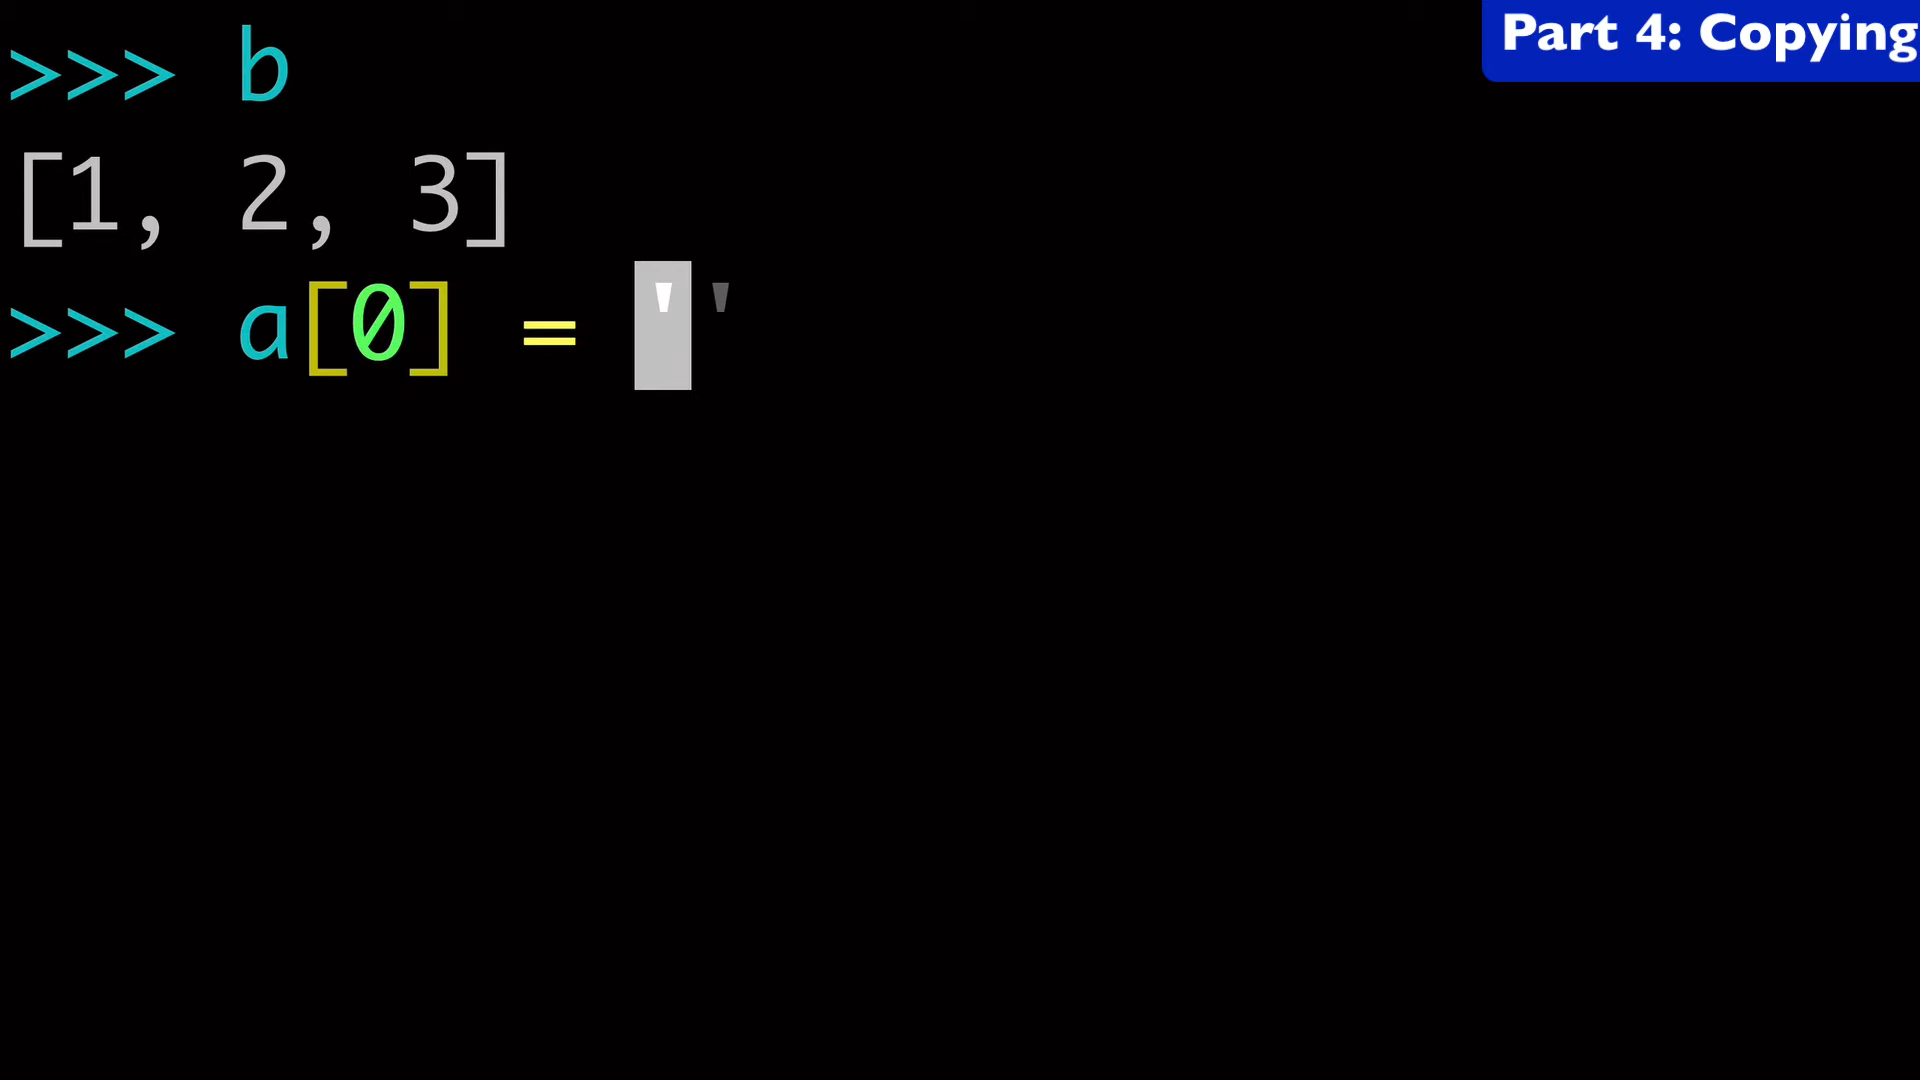 Part 4: Copying
>>> b
[1, 2, 3]
>>> a[0] = ''